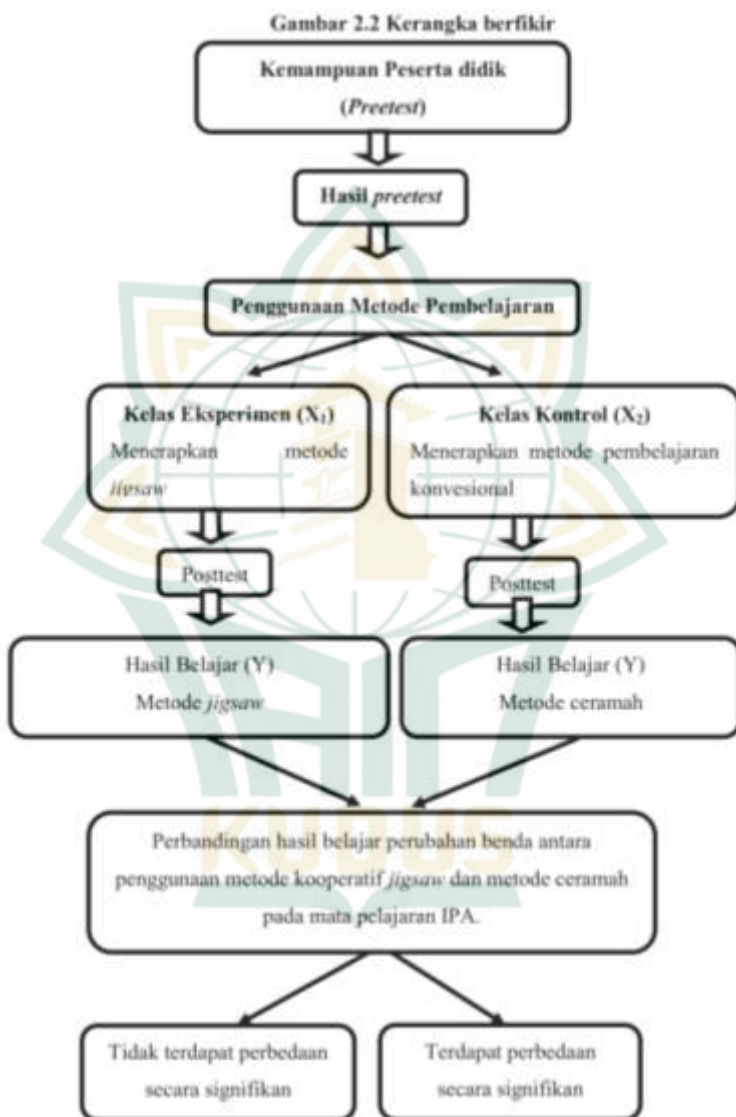 Gambar 2.2 Kerangka berfikir
Kemampuan Peserta didik
(Preetest)
Hasil preetest
Penggunaan Metode Pembelajaran
Kelas Eksperimen (X₁)
Menerapkan metode
jigsaw
Kelas Kontrol (X₂)
Menerapkan metode pembelajaran
konvesional
Posttest
Posttest
Hasil Belajar (Y)
Metode jigsaw
Hasil Belajar (Y)
Metode ceramah
Perbandingan hasil belajar perubahan benda antara
penggunaan metode kooperatif jigsaw dan metode ceramah
pada mata pelajaran IPA.
Tidak terdapat perbedaan
secara signifikan
Terdapat perbedaan
secara signifikan
KUDUS